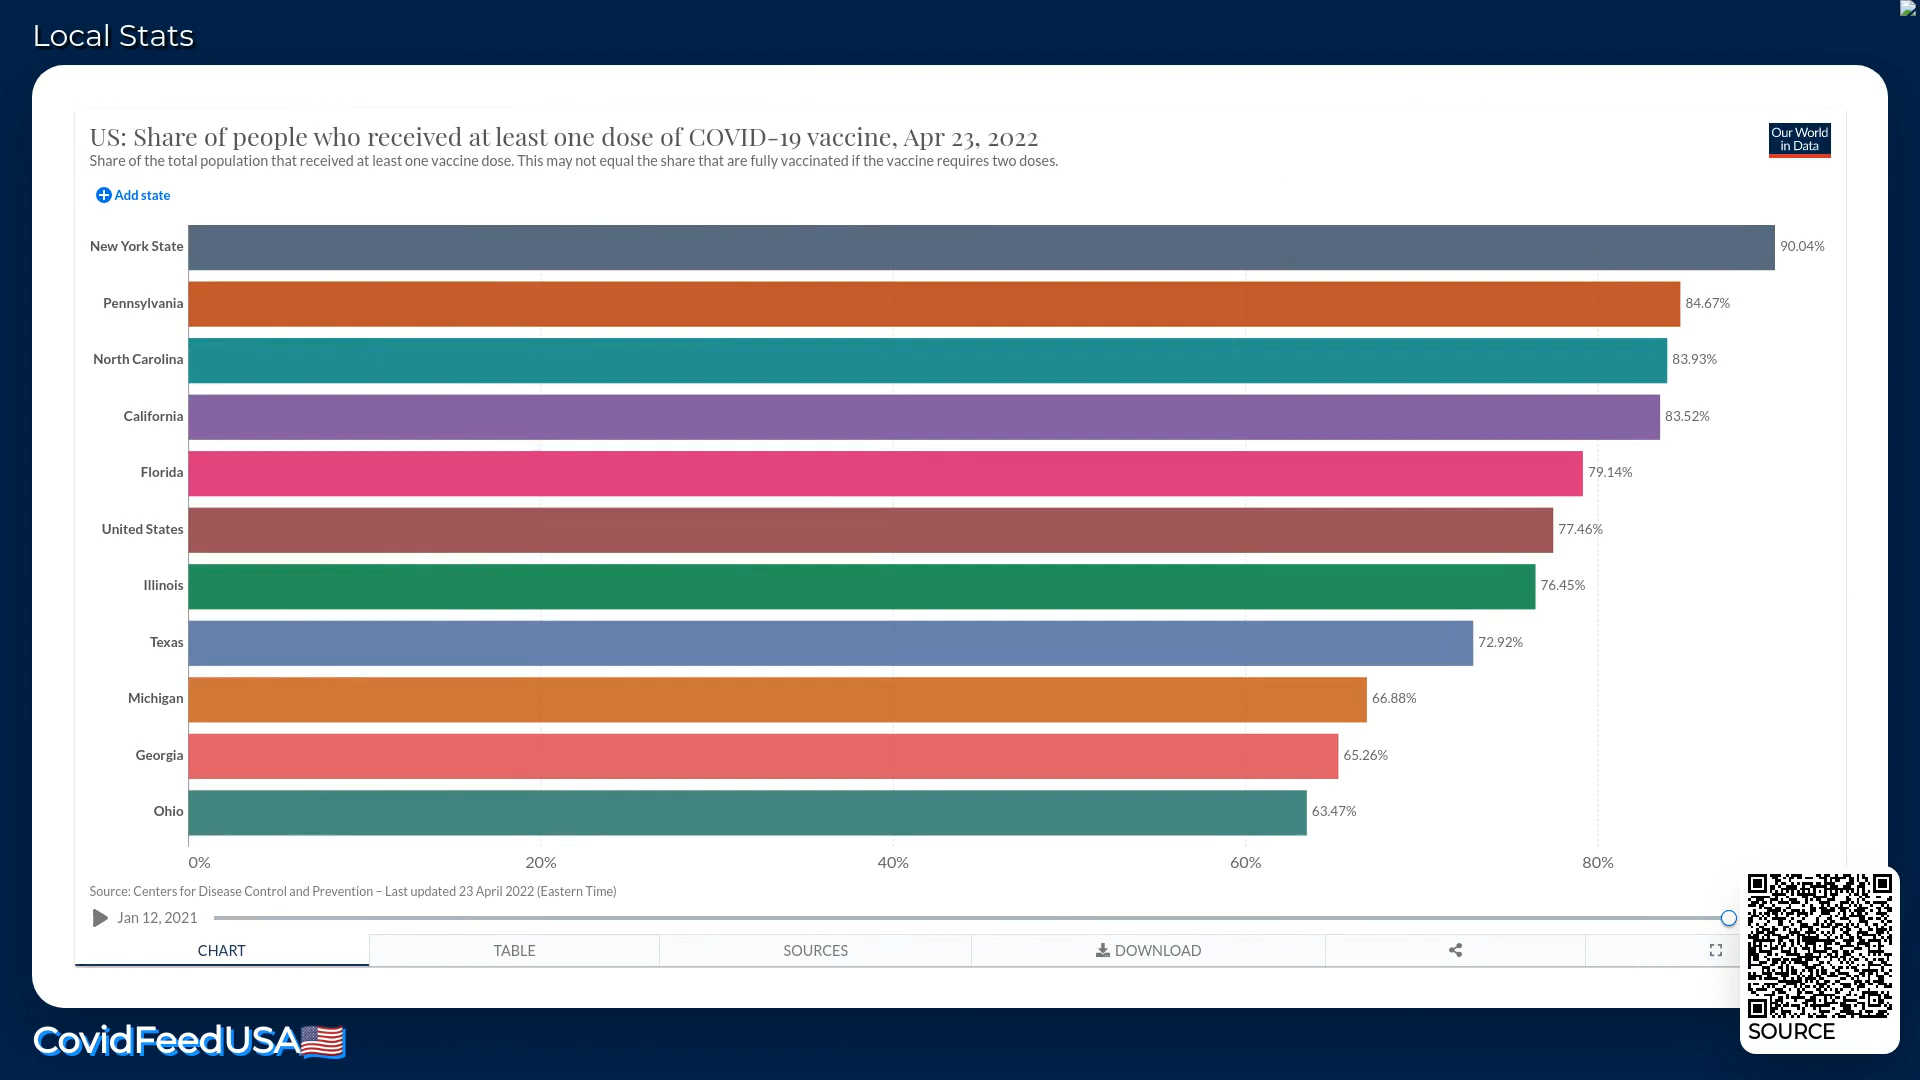 Local Stats
US: Share of people who received at least one dose of COVID-19 vaccine, Apr 23, 2022
Share of the total population that received at least one vaccine dose. This may not equal the share that are fully vaccinated if the vaccine requires two doses.
Our World
in Data
Add state
New York State 90.04%
Pennsylvania 84.67%
North Carolina 83.93%
California 83.52%
Florida 79.14%
United States 77.46%
Illinois 76.45%
Texas 72.92%
Michigan 66.88%
Georgia 65.26%
Ohio 63.47%
0% 20% 40% 60% 80%
Source: Centers for Disease Control and Prevention – Last updated 23 April 2022 (Eastern Time)
Jan 12, 2021
CHART TABLE SOURCES DOWNLOAD
SOURCE
CovidFeedUSA